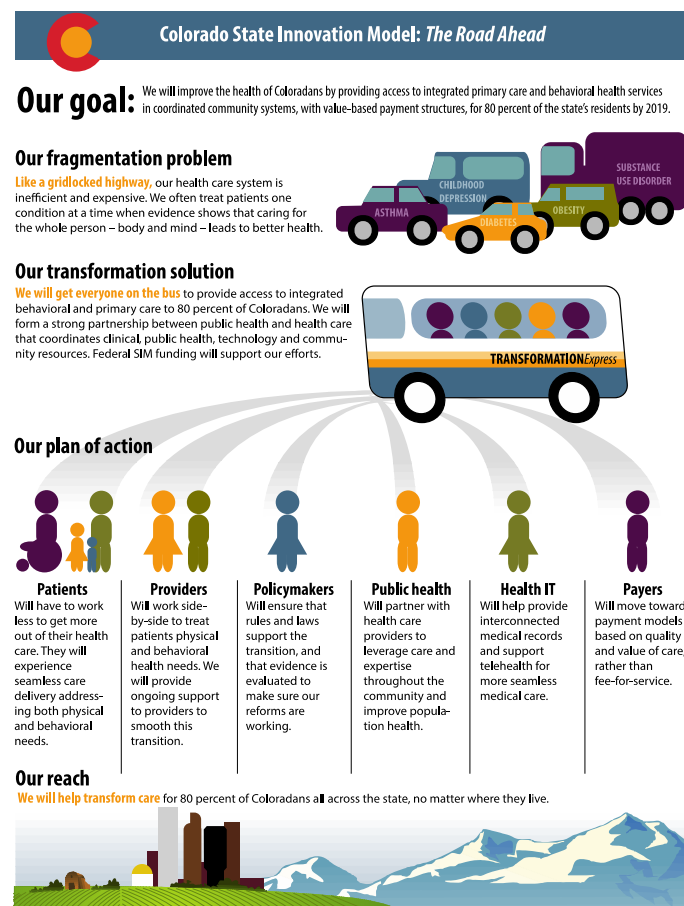 Colorado State Innovation Model: The Road Ahead
Our goal: We will improve the health of Coloradans by providing access to integrated primary care and behavioral health services
in coordinated community systems, with value-based payment structures, for 80 percent of the state's residents by 2019.
Our fragmentation problem
Like a gridlocked highway, our health care system is
inefficient and expensive. We often treat patients one
condition at a time when evidence shows that caring for
the whole person – body and mind – leads to better health.
ASTHMA
CHILDHOOD
DEPRESSION
DIABETES
OBESITY
SUBSTANCE
USE DISORDER
Our transformation solution
We will get everyone on the bus to provide access to integrated
behavioral and primary care to 80 percent of Coloradans. We will
form a strong partnership between public health and health care
that coordinates clinical, public health, technology and commu-
nity resources. Federal SIM funding will support our efforts.
TRANSFORMATIONExpress
Our plan of action
Patients
Will have to work
less to get more
out of their health
care. They will
experience
seamless care
delivery address-
ing both physical
and behavioral
needs.
Providers
Will work side-
by-side to treat
patients physical
and behavioral
health needs. We
will provide
ongoing support
to providers to
smooth this
transition.
Policymakers
Will ensure that
rules and laws
support the
transition, and
that evidence is
evaluated to
make sure our
reforms are
working.
Public health
Will partner with
health care
providers to
leverage care and
expertise
throughout the
community and
improve popula-
tion health.
Health IT
Will help provide
interconnected
medical records
and support
telehealth for
more seamless
medical care.
Payers
Will move toward
payment models
based on quality
and value of care,
rather than
fee-for-service.
Our reach
We will help transform care for 80 percent of Coloradans all across the state, no matter where they live.